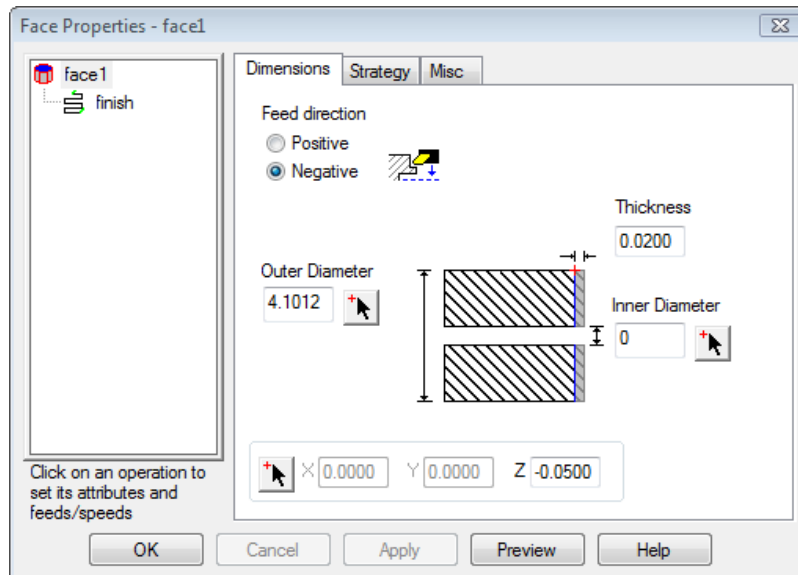 Face Properties - face1
face1
finish
Click on an operation to
set its attributes and
feeds/speeds
Dimensions
Strategy
Misc
Feed direction
Positive
Negative
Thickness
0.0200
Outer Diameter
4.1012
Inner Diameter
0
X 0.0000 Y 0.0000 Z -0.0500
OK
Cancel
Apply
Preview
Help